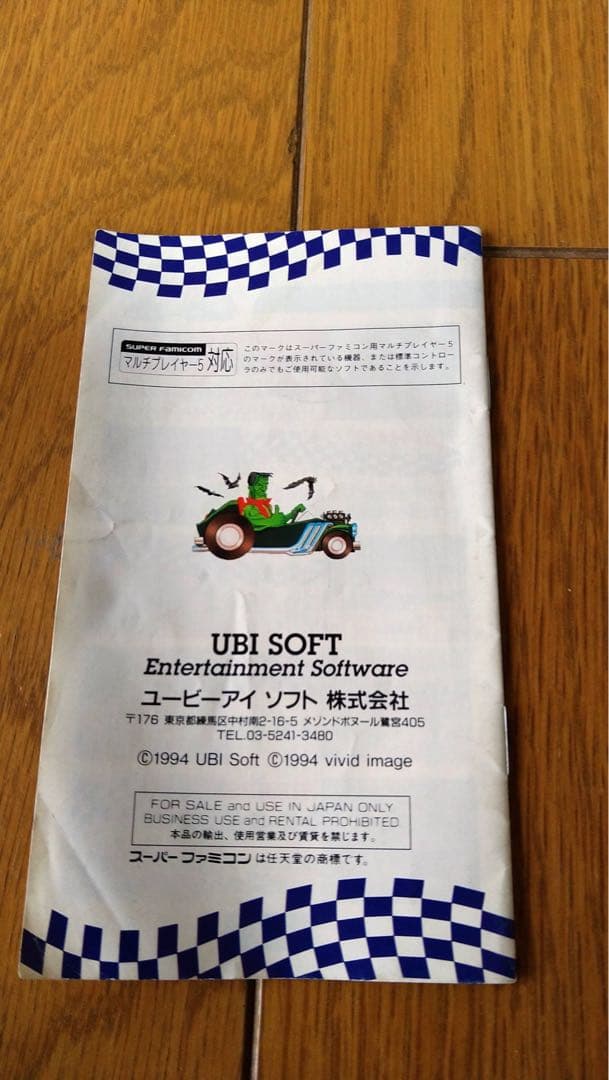 SUPER FAMICOM
マルチプレイヤー5 対応
このマークはスーパーファミコン用マルチプレイヤー5
のマークが表示されている機器、または標準コントロー
ラのみでもご使用可能なソフトであることを示します。
UBI SOFT
Entertainment Software
ユービーアイ ソフト 株式会社
〒176 東京都練馬区中村南2-16-5 メゾンドボヌール鷺宮405
TEL.03-5241-3480
©1994 UBI Soft ©1994 vivid image
FOR SALE and USE IN JAPAN ONLY
BUSINESS USE and RENTAL PROHIBITED
本品の輸出、使用営業及び賃貸を禁じます。
スーパーファミコンは任天堂の商標です。